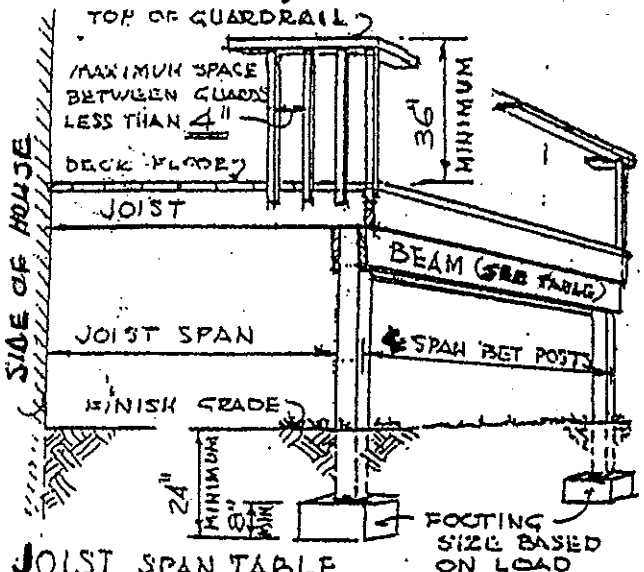 TOP OF GUARDRAIL
MAXIMUM SPACE
BETWEEN GUARDS
LESS THAN 4"
36"
MINIMUM
DECK FLOOR
SIDE OF HOUSE
JOIST
BEAM (SEE TABLE)
JOIST SPAN
SPAN BET POSTS
FINISH GRADE
24"
MINIMUM
8"
MIN
FOOTING
SIZE BASED
ON LOAD
JOIST SPAN TABLE